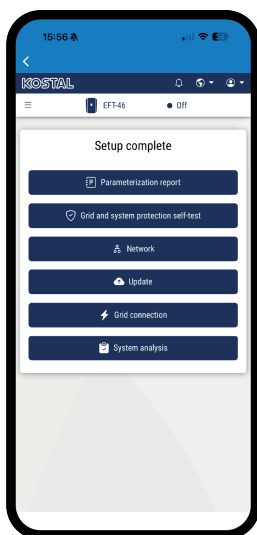 15:56
KOSTAL
EFT-46 Off
Setup complete
Parameterization report
Grid and system protection self-test
Network
Update
Grid connection
System analysis